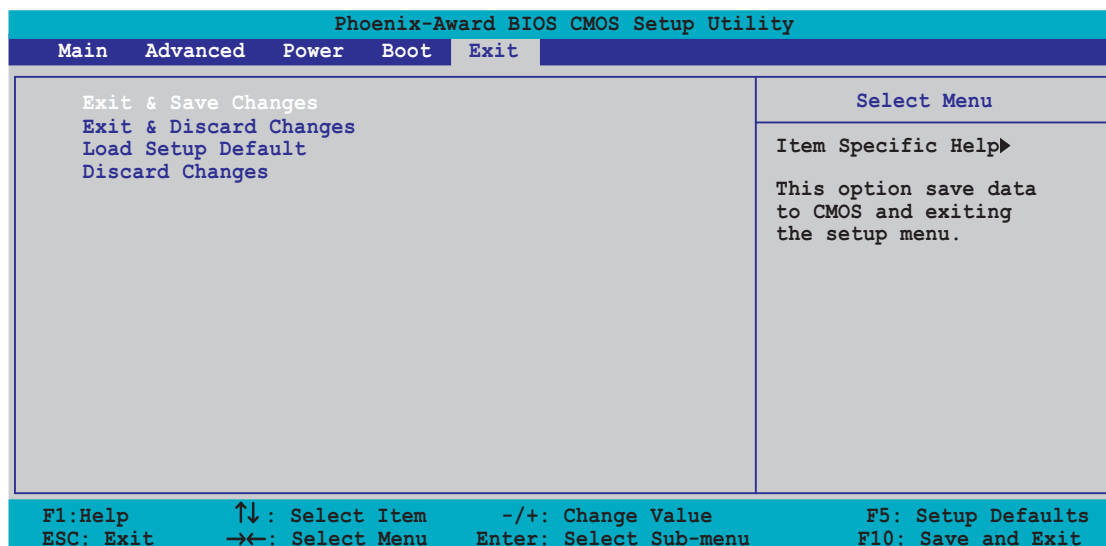 Phoenix-Award BIOS CMOS Setup Utility
Main Advanced Power Boot Exit
Exit & Save Changes
Exit & Discard Changes
Load Setup Default
Discard Changes
Select Menu
Item Specific Help▶
This option save data
to CMOS and exiting
the setup menu.
F1:Help ↑↓: Select Item -/+: Change Value F5: Setup Defaults
ESC: Exit →←: Select Menu Enter: Select Sub-menu F10: Save and Exit